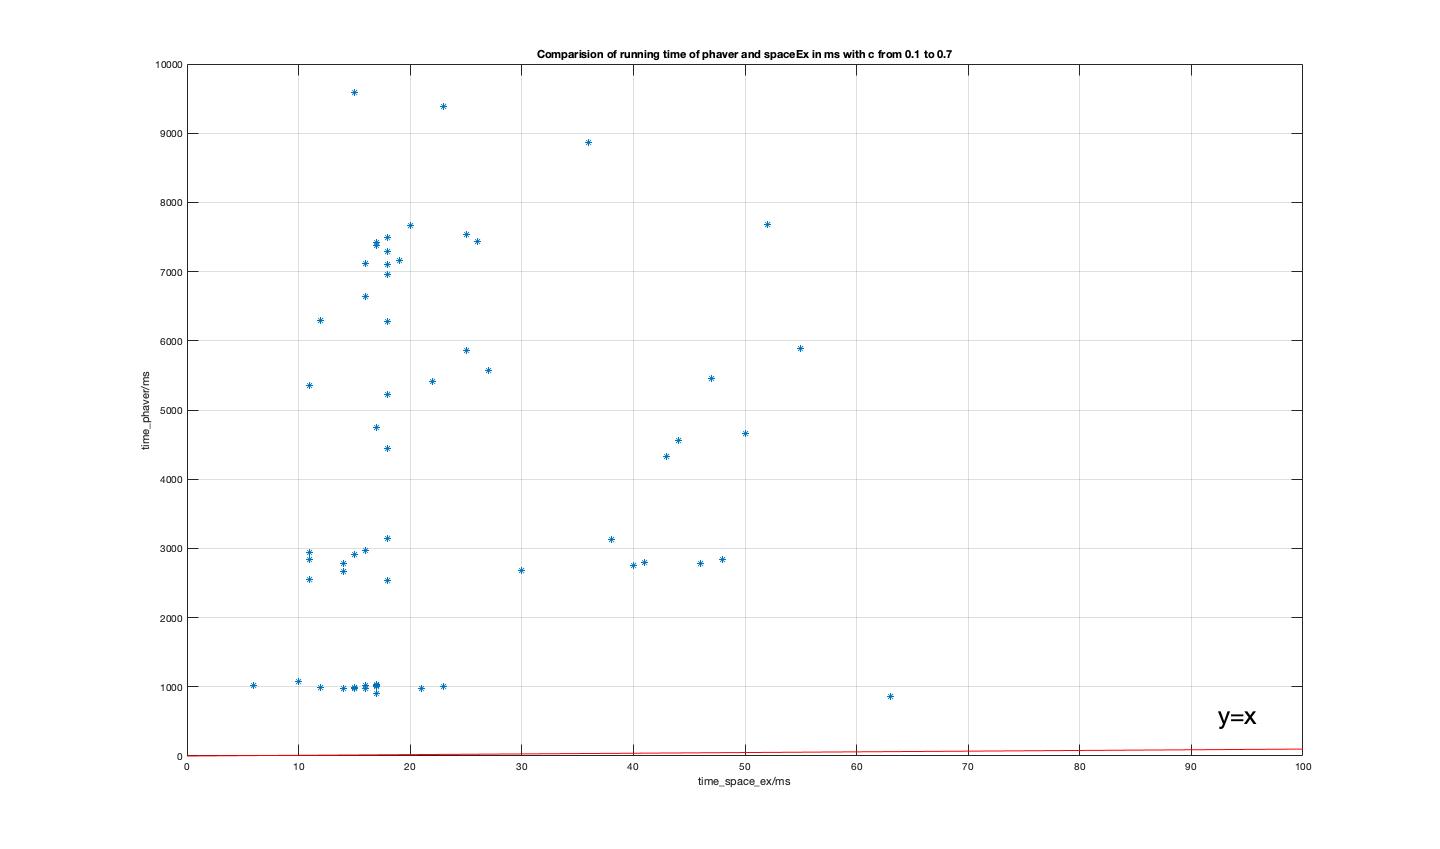 Comparision of running time of phaver and spaceEx in ms with c from 0.1 to 0.7
10000
9000
8000
7000
6000
5000
4000
3000
2000
1000
0
time_phaver/ms
y=x
0 10 20 30 40 50 60 70 80 90 100
time_space_ex/ms